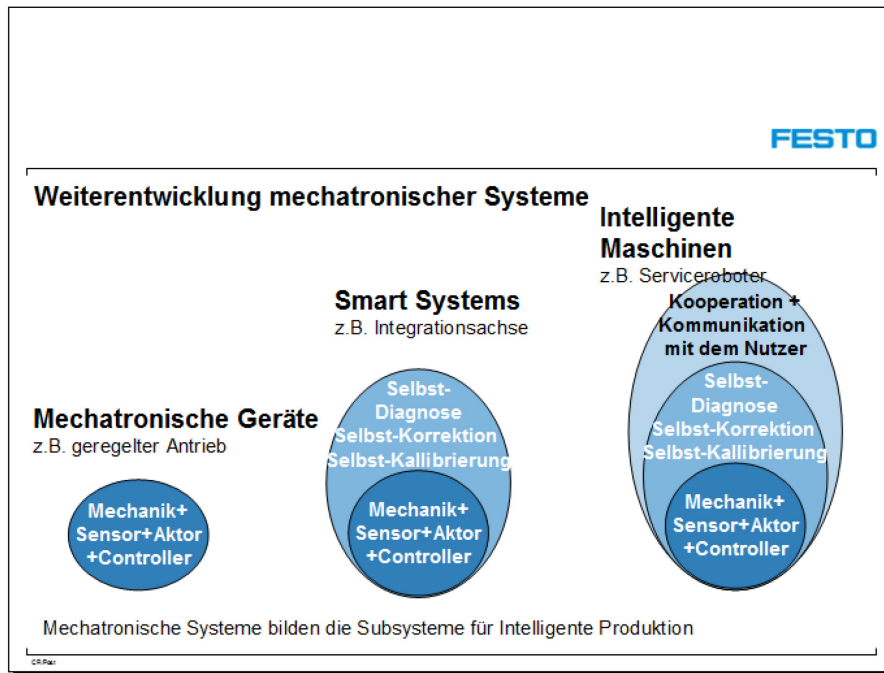 FESTO
Weiterentwicklung mechatronischer Systeme
Intelligente
Maschinen
z.B. Serviceroboter
Kooperation +
Kommunikation
mit dem Nutzer
Selbst-
Diagnose
Selbst-Korrektion
Selbst-Kallibrierung
Mechanik+
Sensor+Aktor
+Controller
Smart Systems
z.B. Integrationsachse
Selbst-
Diagnose
Selbst-Korrektion
Selbst-Kallibrierung
Mechanik+
Sensor+Aktor
+Controller
Mechatronische Geräte
z.B. geregelter Antrieb
Mechanik+
Sensor+Aktor
+Controller
Mechatronische Systeme bilden die Subsysteme für Intelligente Produktion